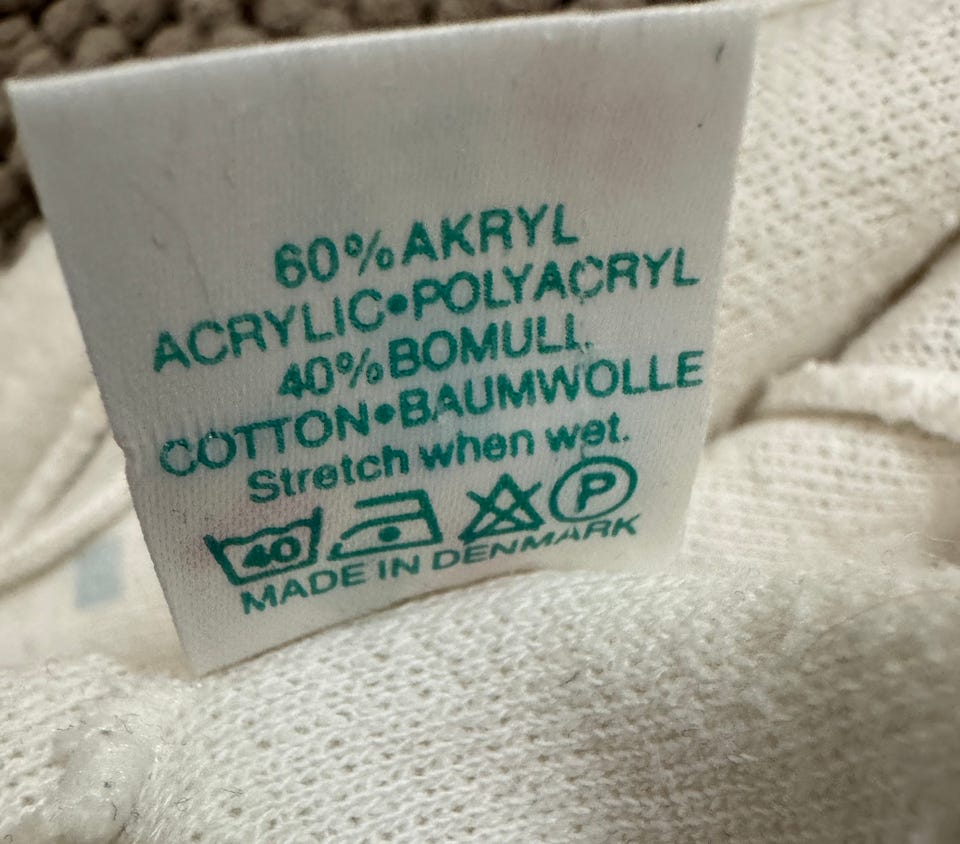 60% AKRYL
ACRYLIC•POLYACRYL
40% BOMULL
COTTON•BAUMWOLLE
Stretch when wet.
40 P
MADE IN DENMARK